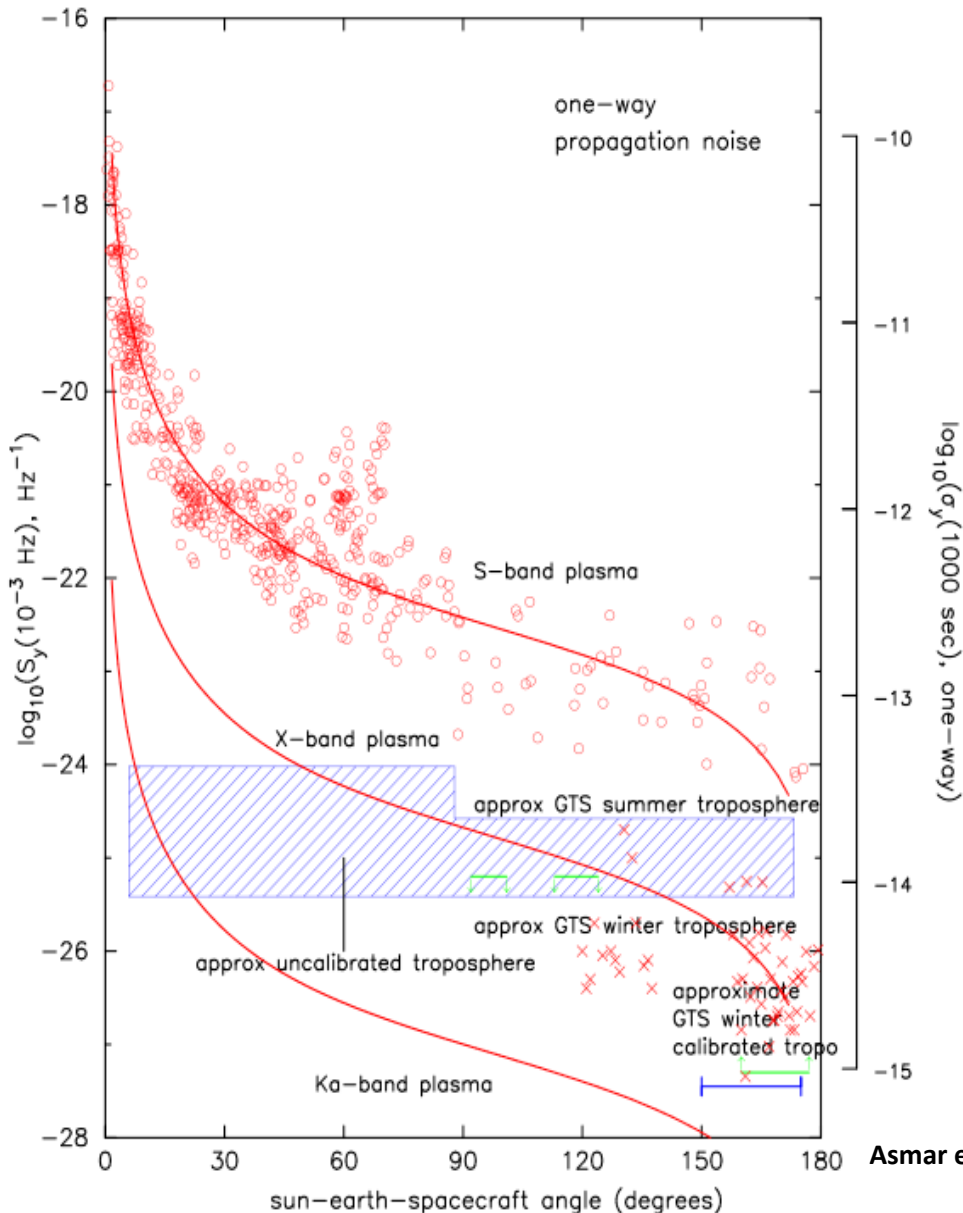 -16
-18
-20
-22
-24
-26
-28
log10(Sy(10−3 Hz), Hz−1)
one-way
propagation noise
S-band plasma
X-band plasma
approx GTS summer troposphere
approx GTS winter troposphere
approx uncalibrated troposphere
approximate
GTS winter
calibrated tropo
Ka-band plasma
-10
-11
-12
-13
-14
-15
log10(σy(1000 sec), one-way)
0 30 60 90 120 150 180
sun-earth-spacecraft angle (degrees)
Asmar e